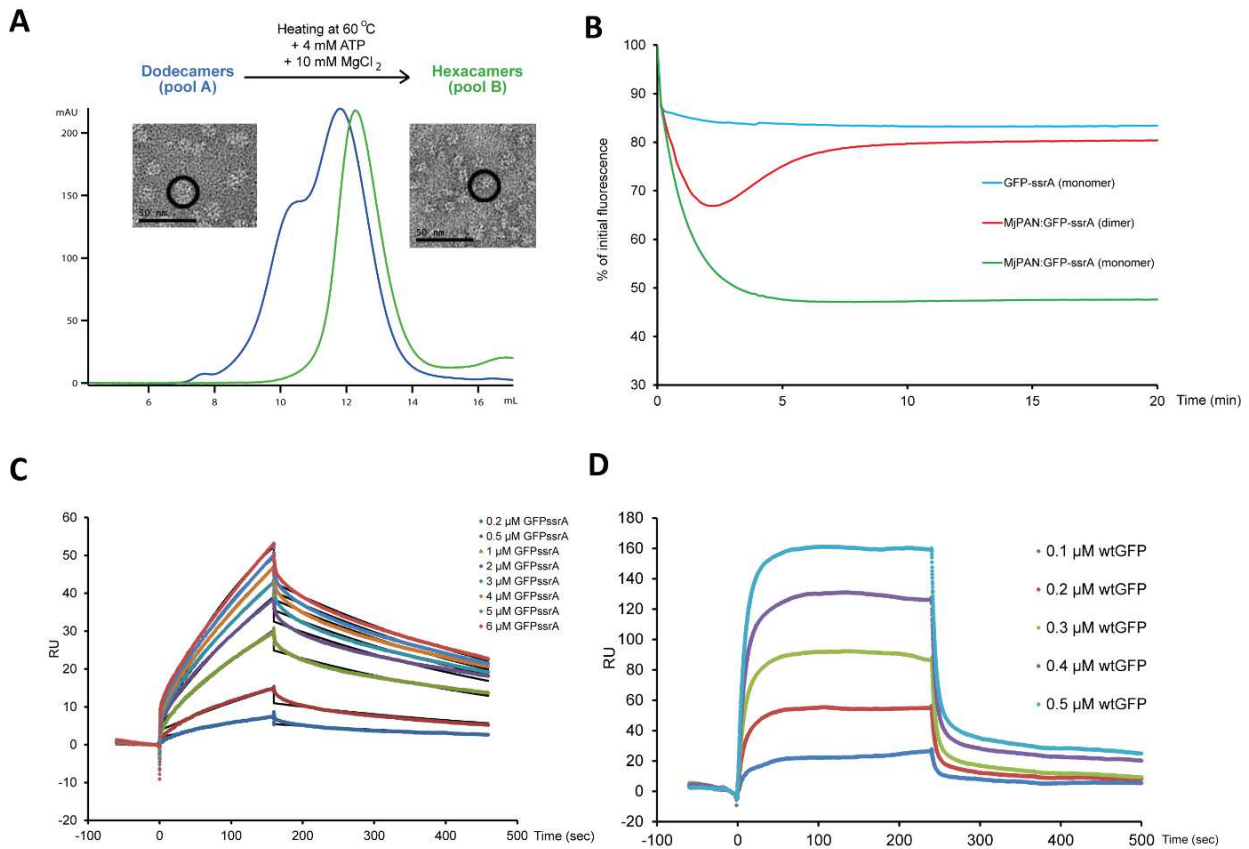 A
Heating at 60 °C
+ 4 mM ATP
+ 10 mM MgCl2
Dodecamers
(pool A)
Hexacamers
(pool B)
mAU
200
150
100
50
0
50 nm
50 nm
6
8
10
12
14
16
mL
B
100
90
80
70
60
50
40
30
% of initial fluorescence
GFP-ssrA (monomer)
MjPAN:GFP-ssrA (dimer)
MjPAN:GFP-ssrA (monomer)
0
5
10
15
20
Time (min)
C
60
50
40
30
20
10
0
-10
-20
RU
0.2 µM GFPssrA
0.5 µM GFPssrA
1 µM GFPssrA
2 µM GFPssrA
3 µM GFPssrA
4 µM GFPssrA
5 µM GFPssrA
6 µM GFPssrA
-100
0
100
200
300
400
500
Time (sec)
D
180
160
140
120
100
80
60
40
20
0
-20
RU
0.1 µM wtGFP
0.2 µM wtGFP
0.3 µM wtGFP
0.4 µM wtGFP
0.5 µM wtGFP
-100
0
100
200
300
400
500
Time (sec)